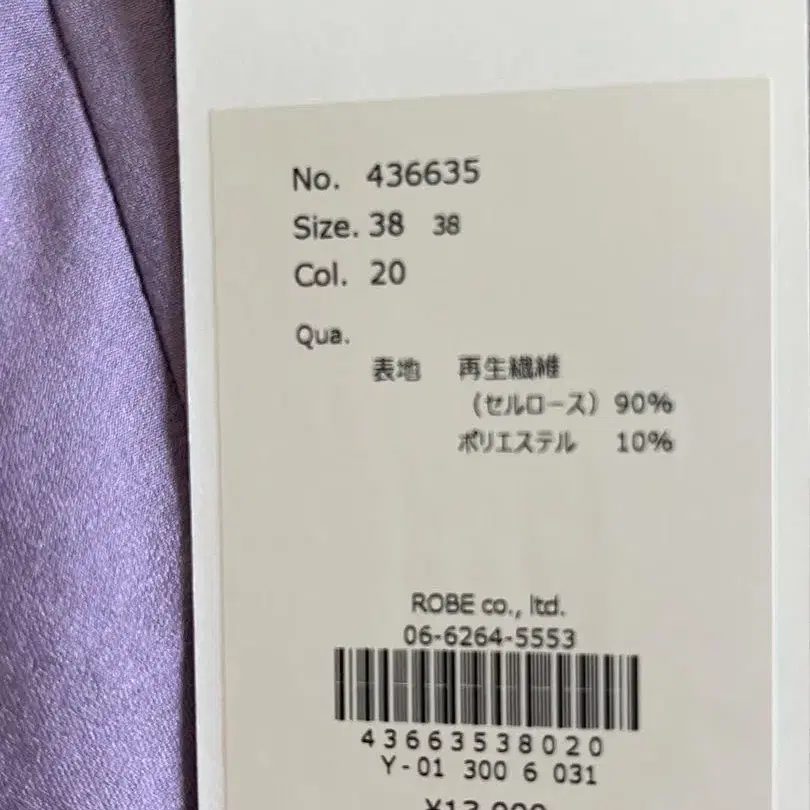 No. 436635
Size. 38 38
Col. 20
Qua.
表地 再生繊維
(セルロース) 90%
ポリエステル 10%
ROBE co., ltd.
06-6264-5553
43663538020
Y-01 300 6 031